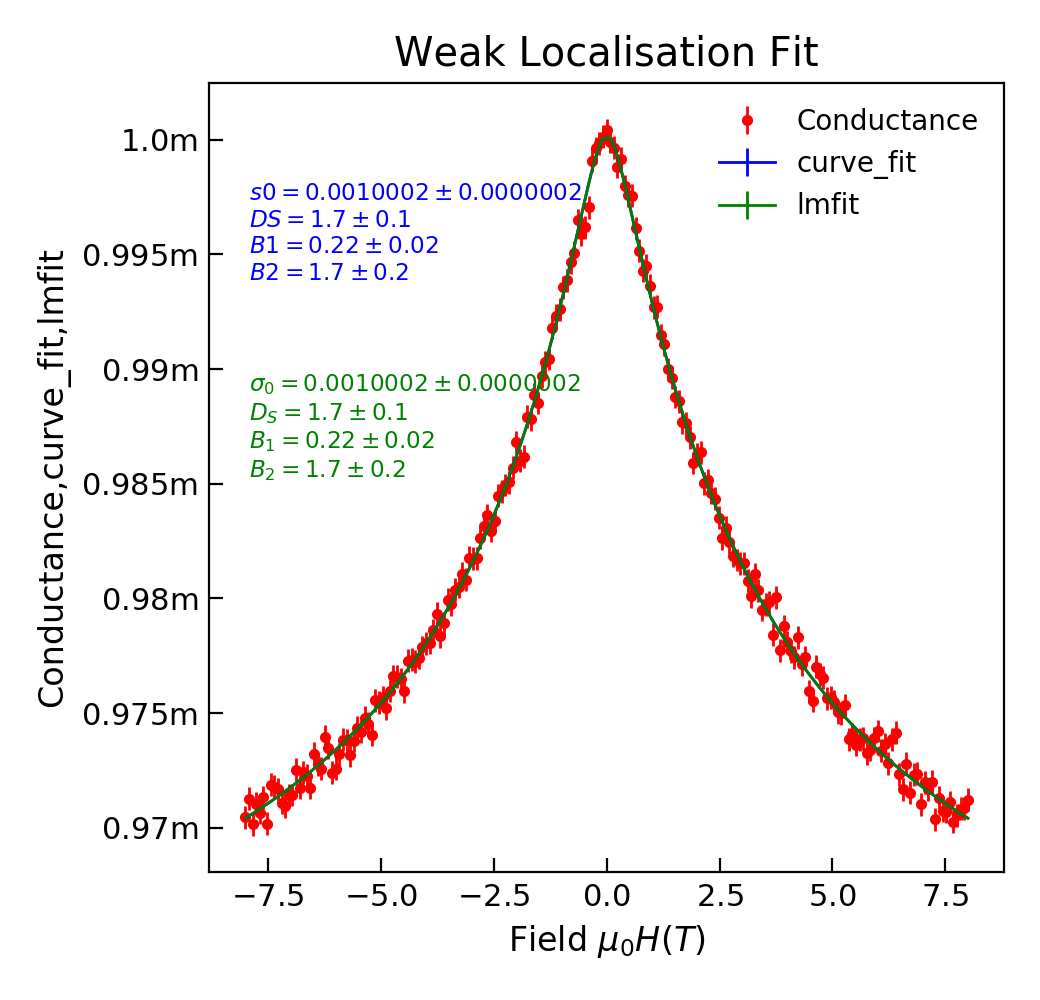 Weak Localisation Fit
Conductance
curve_fit
lmfit
s0 = 0.0010002 ± 0.0000002
DS = 1.7 ± 0.1
B1 = 0.22 ± 0.02
B2 = 1.7 ± 0.2
σ₀ = 0.0010002 ± 0.0000002
D_S = 1.7 ± 0.1
B₁ = 0.22 ± 0.02
B₂ = 1.7 ± 0.2
Conductance,curve_fit,lmfit
1.0m
0.995m
0.99m
0.985m
0.98m
0.975m
0.97m
−7.5 −5.0 −2.5 0.0 2.5 5.0 7.5
Field μ₀H(T)